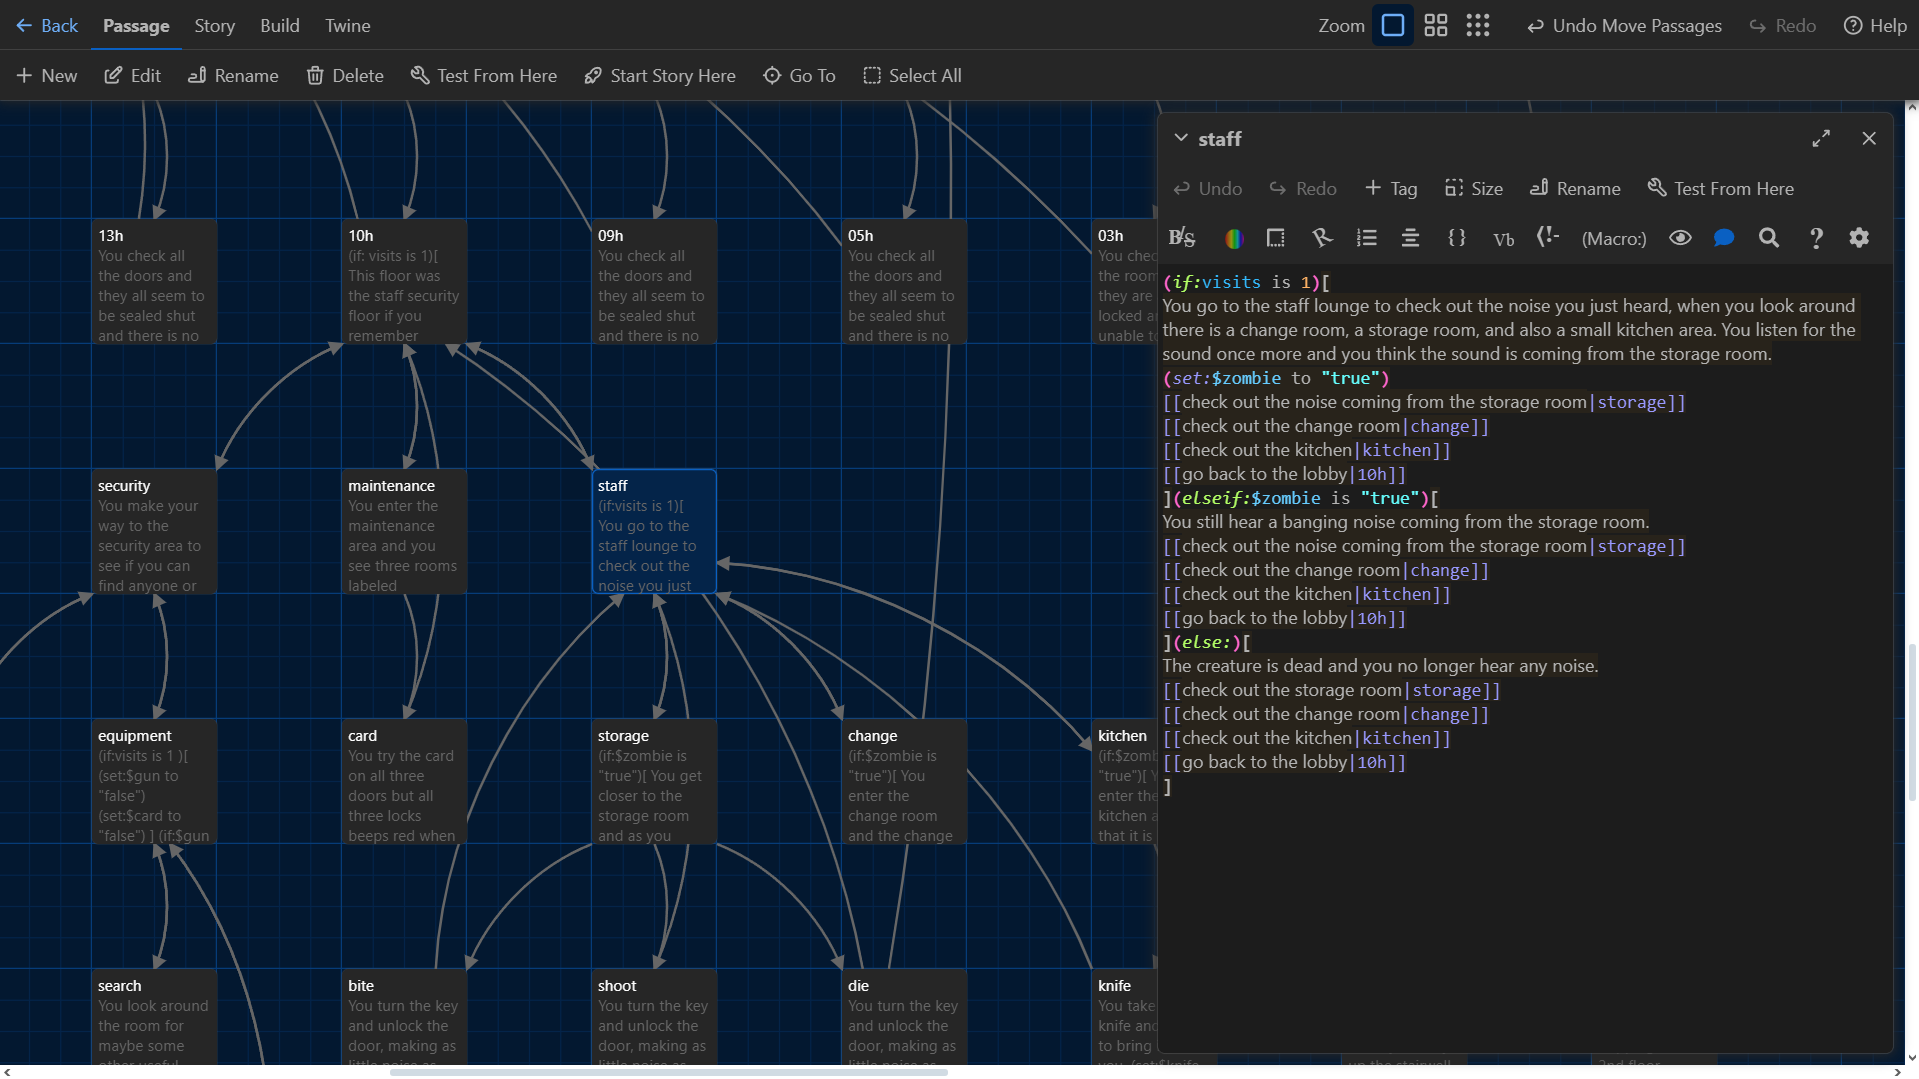 Back
Passage
Story
Build
Twine
Zoom
Undo Move Passages
Redo
Help
New
Edit
Rename
Delete
Test From Here
Start Story Here
Go To
Select All
13h
You check all
the doors and
they all seem to
be sealed shut
and there is no
10h
(if: visits is 1)[
This floor was
the staff security
floor if you
remember
09h
You check all
the doors and
they all seem to
be sealed shut
and there is no
05h
You check all
the doors and
they all seem to
be sealed shut
and there is no
03h
You chec
the room
they are
locked a
unable to
security
You make your
way to the
security area to
see if you can
find anyone or
maintenance
You enter the
maintenance
area and you
see three rooms
labeled
staff
(if:visits is 1)[
You go to the
staff lounge to
check out the
noise you just
equipment
(if:visits is 1 )[
(set:$gun to
"false")
(set:$card to
"false") ] (if:$gun
card
You try the card
on all three
doors but all
three locks
beeps red when
storage
(if:$zombie is
"true")[ You get
closer to the
storage room
and as you
change
(if:$zombie is
"true")[ You
enter the
change room
and the change
kitchen
(if:$zomb
"true")[ Y
enter the
kitchen a
that it is
search
You look around
the room for
maybe some
other useful
bite
You turn the key
and unlock the
door, making as
little noise as
shoot
You turn the key
and unlock the
door, making as
little noise as
die
You turn the key
and unlock the
door, making as
little noise as
knife
You take
knife and
to bring
you. (set:$knife
up the stairwell
2nd floor
staff
Undo
Redo
Tag
Size
Rename
Test From Here
B/S
{}
Vb
(!-
(Macro:)
?
(if:visits is 1)[
You go to the staff lounge to check out the noise you just heard, when you look around
there is a change room, a storage room, and also a small kitchen area. You listen for the
sound once more and you think the sound is coming from the storage room.
(set:$zombie to "true")
[[check out the noise coming from the storage room|storage]]
[[check out the change room|change]]
[[check out the kitchen|kitchen]]
[[go back to the lobby|10h]]
](elseif:$zombie is "true")[
You still hear a banging noise coming from the storage room.
[[check out the noise coming from the storage room|storage]]
[[check out the change room|change]]
[[check out the kitchen|kitchen]]
[[go back to the lobby|10h]]
](else:)[
The creature is dead and you no longer hear any noise.
[[check out the storage room|storage]]
[[check out the change room|change]]
[[check out the kitchen|kitchen]]
[[go back to the lobby|10h]]
]